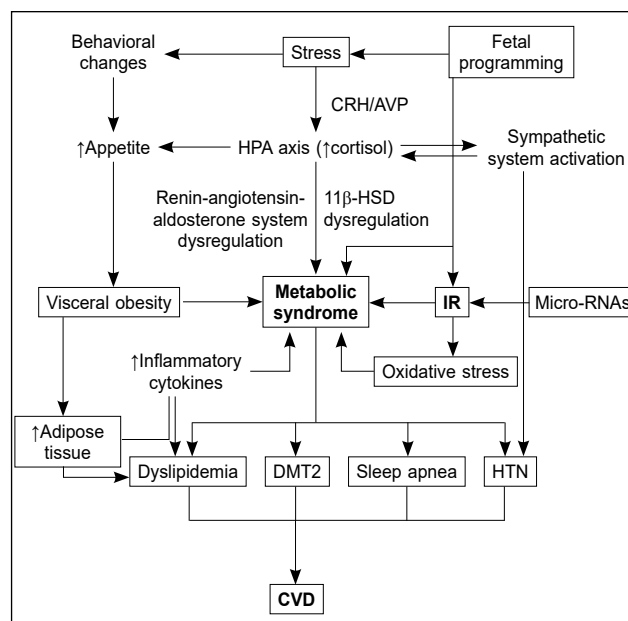 Behavioral
changes
Stress
Fetal
programming
CRH/AVP
↑Appetite
HPA axis (↑cortisol)
Sympathetic
system activation
Renin-angiotensin-
aldosterone system
dysregulation
11β-HSD
dysregulation
Visceral obesity
Metabolic
syndrome
IR
Micro-RNAs
↑Inflammatory
cytokines
Oxidative stress
↑Adipose
tissue
Dyslipidemia
DMT2
Sleep apnea
HTN
CVD